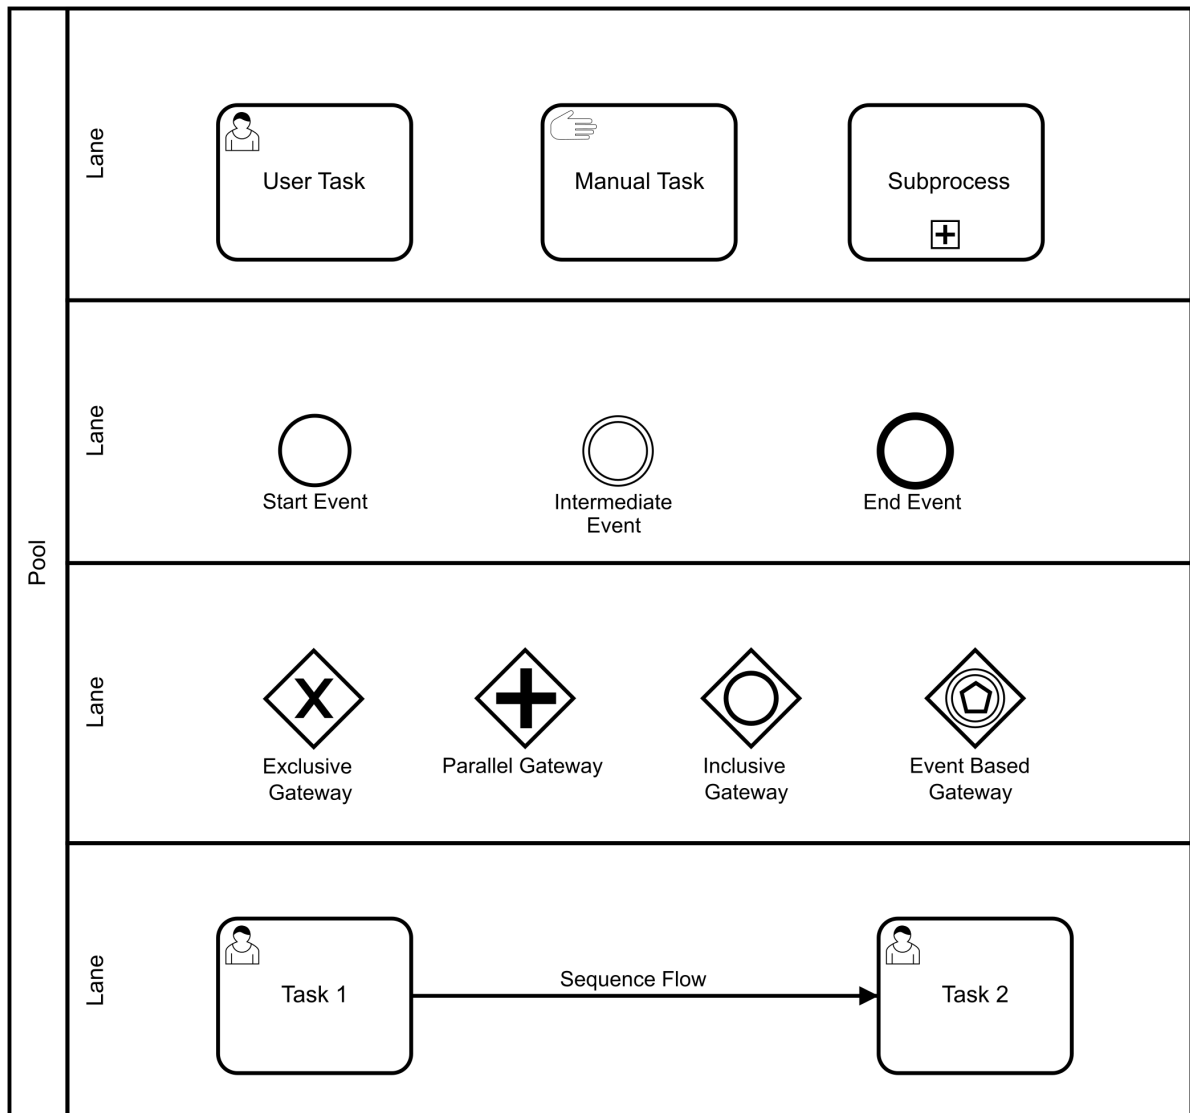 Pool
Lane
User Task
Manual Task
Subprocess
Lane
Start Event
Intermediate
Event
End Event
Lane
X
Exclusive
Gateway
Parallel Gateway
Inclusive
Gateway
Event Based
Gateway
Lane
Task 1
Sequence Flow
Task 2